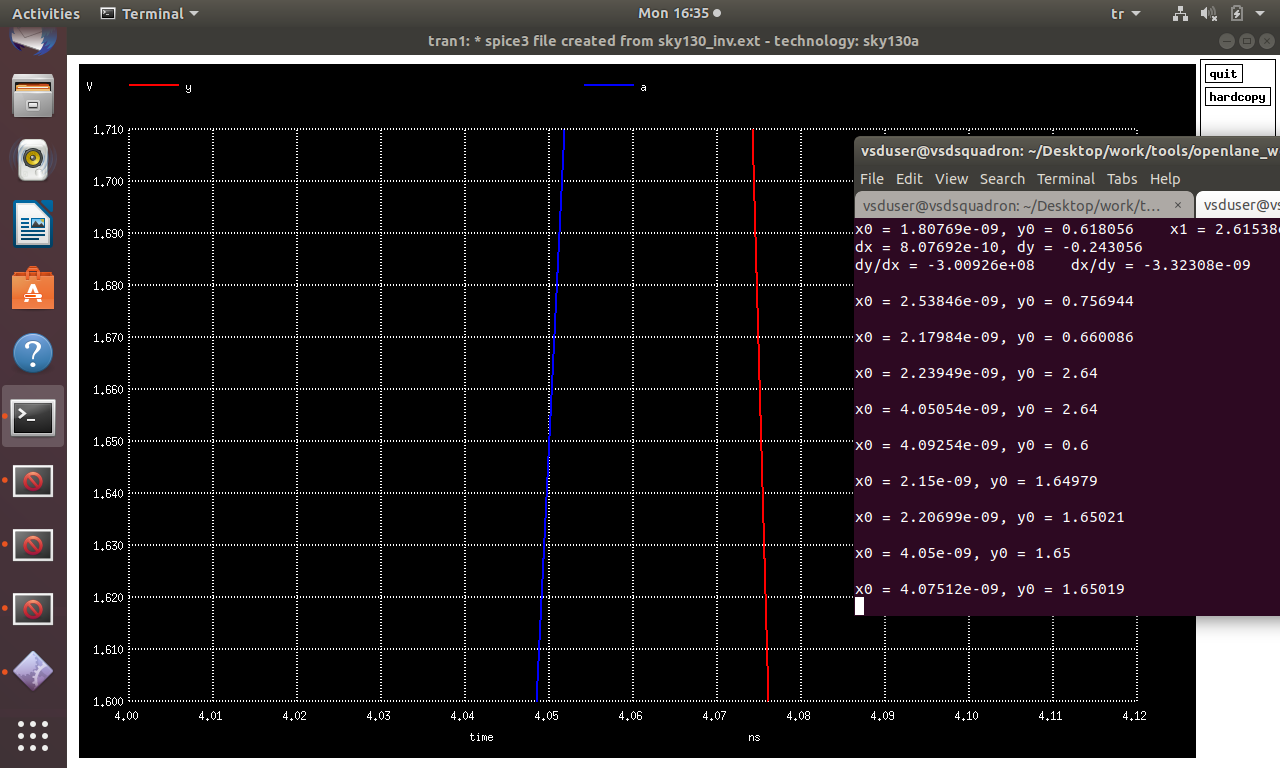 Activities Terminal Mon 16:35 tr
tran1: * spice3 file created from sky130_inv.ext - technology: sky130a
V y a
quit
hardcopy
1.710
1.700
1.690
1.680
1.670
1.660
1.650
1.640
1.630
1.620
1.610
1.600
4.00 4.01 4.02 4.03 4.04 4.05 4.06 4.07 4.08 4.09 4.10 4.11 4.12
time ns
vsduser@vsdsquadron: ~/Desktop/work/tools/openlane_w
File Edit View Search Terminal Tabs Help
vsduser@vsdsquadron: ~/Desktop/work/t... × vsduser@vs
x0 = 1.80769e-09, y0 = 0.618056 x1 = 2.61538e
dx = 8.07692e-10, dy = -0.243056
dy/dx = -3.00926e+08 dx/dy = -3.32308e-09
x0 = 2.53846e-09, y0 = 0.756944
x0 = 2.17984e-09, y0 = 0.660086
x0 = 2.23949e-09, y0 = 2.64
x0 = 4.05054e-09, y0 = 2.64
x0 = 4.09254e-09, y0 = 0.6
x0 = 2.15e-09, y0 = 1.64979
x0 = 2.20699e-09, y0 = 1.65021
x0 = 4.05e-09, y0 = 1.65
x0 = 4.07512e-09, y0 = 1.65019